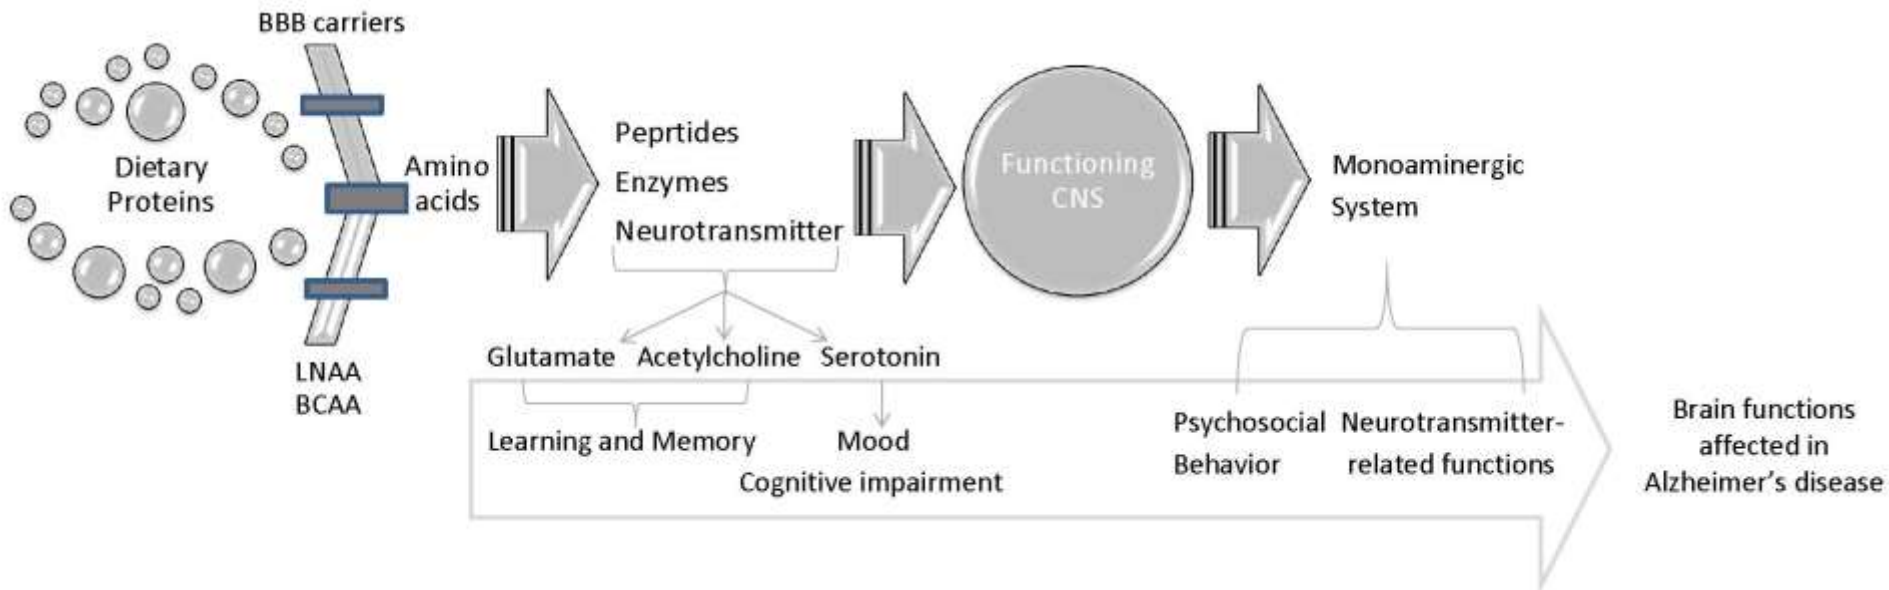 BBB carriers
Dietary
Proteins
LNAA
BCAA
Amino
acids
Peprtides
Enzymes
Neurotransmitter
Glutamate
Acetylcholine
Serotonin
Learning and Memory
Mood
Cognitive impairment
Functioning
CNS
Monoaminergic
System
Psychosocial
Behavior
Neurotransmitter-
related functions
Brain functions
affected in
Alzheimer’s disease